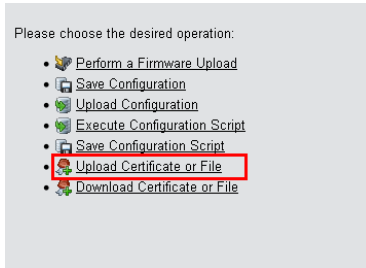 Please choose the desired operation:
Perform a Firmware Upload
Save Configuration
Upload Configuration
Execute Configuration Script
Save Configuration Script
Upload Certificate or File
Download Certificate or File